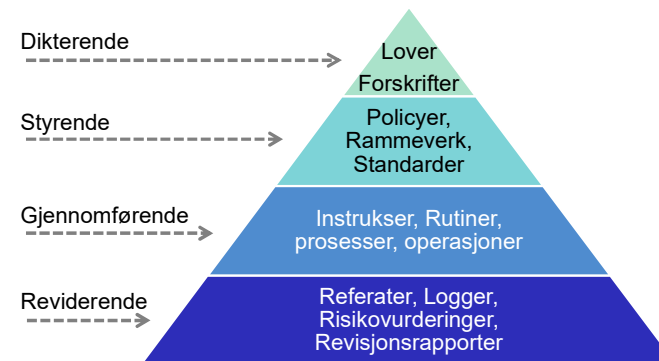 Dikterende
Lover
Forskrifter
Styrende
Policyer,
Rammeverk,
Standarder
Gjennomførende
Instrukser, Rutiner,
prosesser, operasjoner
Reviderende
Referater, Logger,
Risikovurderinger,
Revisjonsrapporter